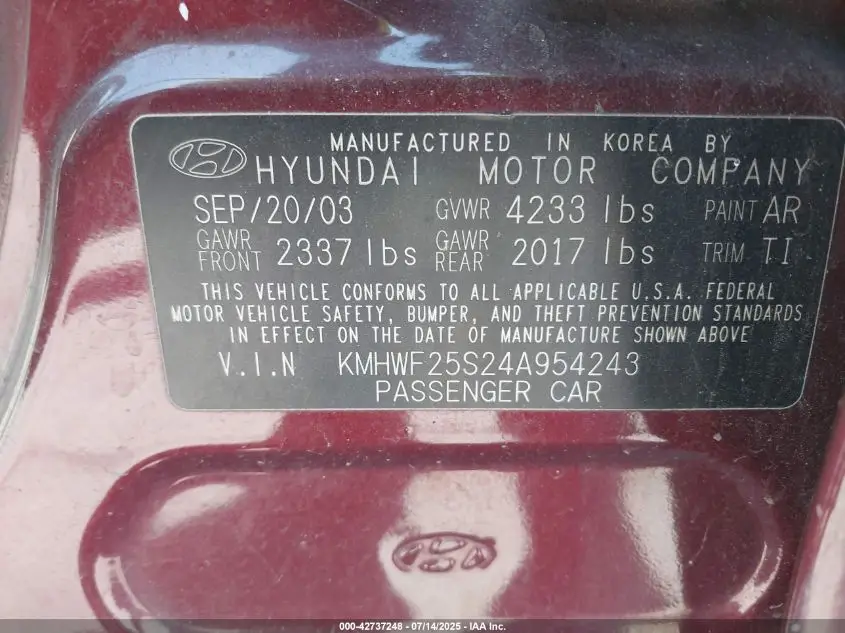 MANUFACTURED IN KOREA BY
HYUNDAI MOTOR COMPANY
SEP/20/03 GVWR 4233 lbs PAINT AR
GAWR FRONT 2337 lbs GAWR REAR 2017 lbs TRIM TI
THIS VEHICLE CONFORMS TO ALL APPLICABLE U.S.A. FEDERAL
MOTOR VEHICLE SAFETY, BUMPER, AND THEFT PREVENTION STANDARDS
IN EFFECT ON THE DATE OF MANUFACTURE SHOWN ABOVE
V.I.N KMHWF25S24A954243
PASSENGER CAR
000-42737248 - 07/14/2025 - IAA Inc.